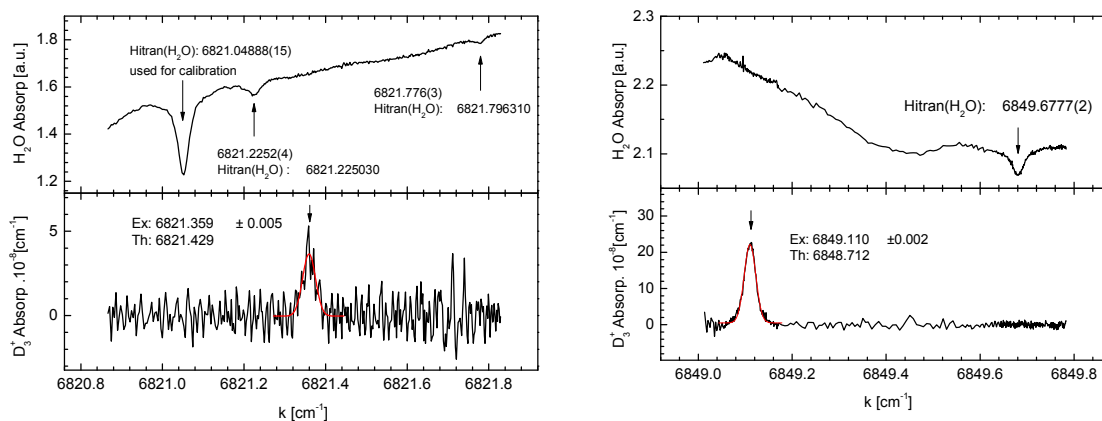 H₂O Absorp [a.u.]
1.8
1.6
1.4
1.2
Hitran(H₂O): 6821.04888(15)
used for calibration
6821.776(3)
Hitran(H₂O): 6821.796310
6821.2252(4)
Hitran(H₂O) : 6821.225030
D₃⁺ Absorp .10⁻⁸[cm⁻¹]
5
0
Ex: 6821.359 ± 0.005
Th: 6821.429
6820.8 6821.0 6821.2 6821.4 6821.6 6821.8
k [cm⁻¹]
H₂O Absorp [a.u.]
2.3
2.2
2.1
Hitran(H₂O): 6849.6777(2)
D₃⁺ Absorp. 10⁻⁸[cm⁻¹]
30
20
10
0
Ex: 6849.110 ±0.002
Th: 6848.712
6849.0 6849.2 6849.4 6849.6 6849.8
k [cm⁻¹]